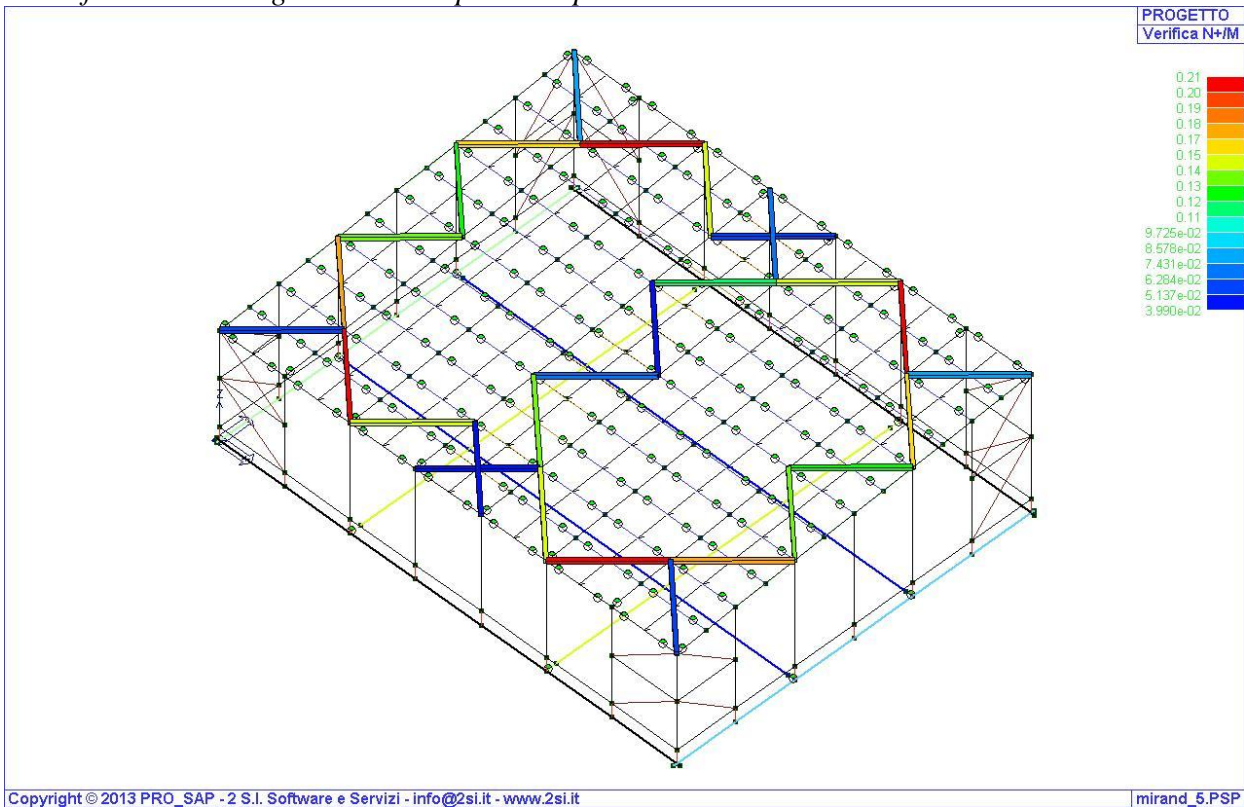 PROGETTO
Verifica N+/M
0.21
0.20
0.19
0.18
0.17
0.15
0.14
0.13
0.12
0.11
9.725e-02
8.578e-02
7.431e-02
6.284e-02
5.137e-02
3.990e-02
Z
Copyright © 2013 PRO_SAP - 2 S.I. Software e Servizi - info@2si.it - www.2si.it
mirand_5.PSP